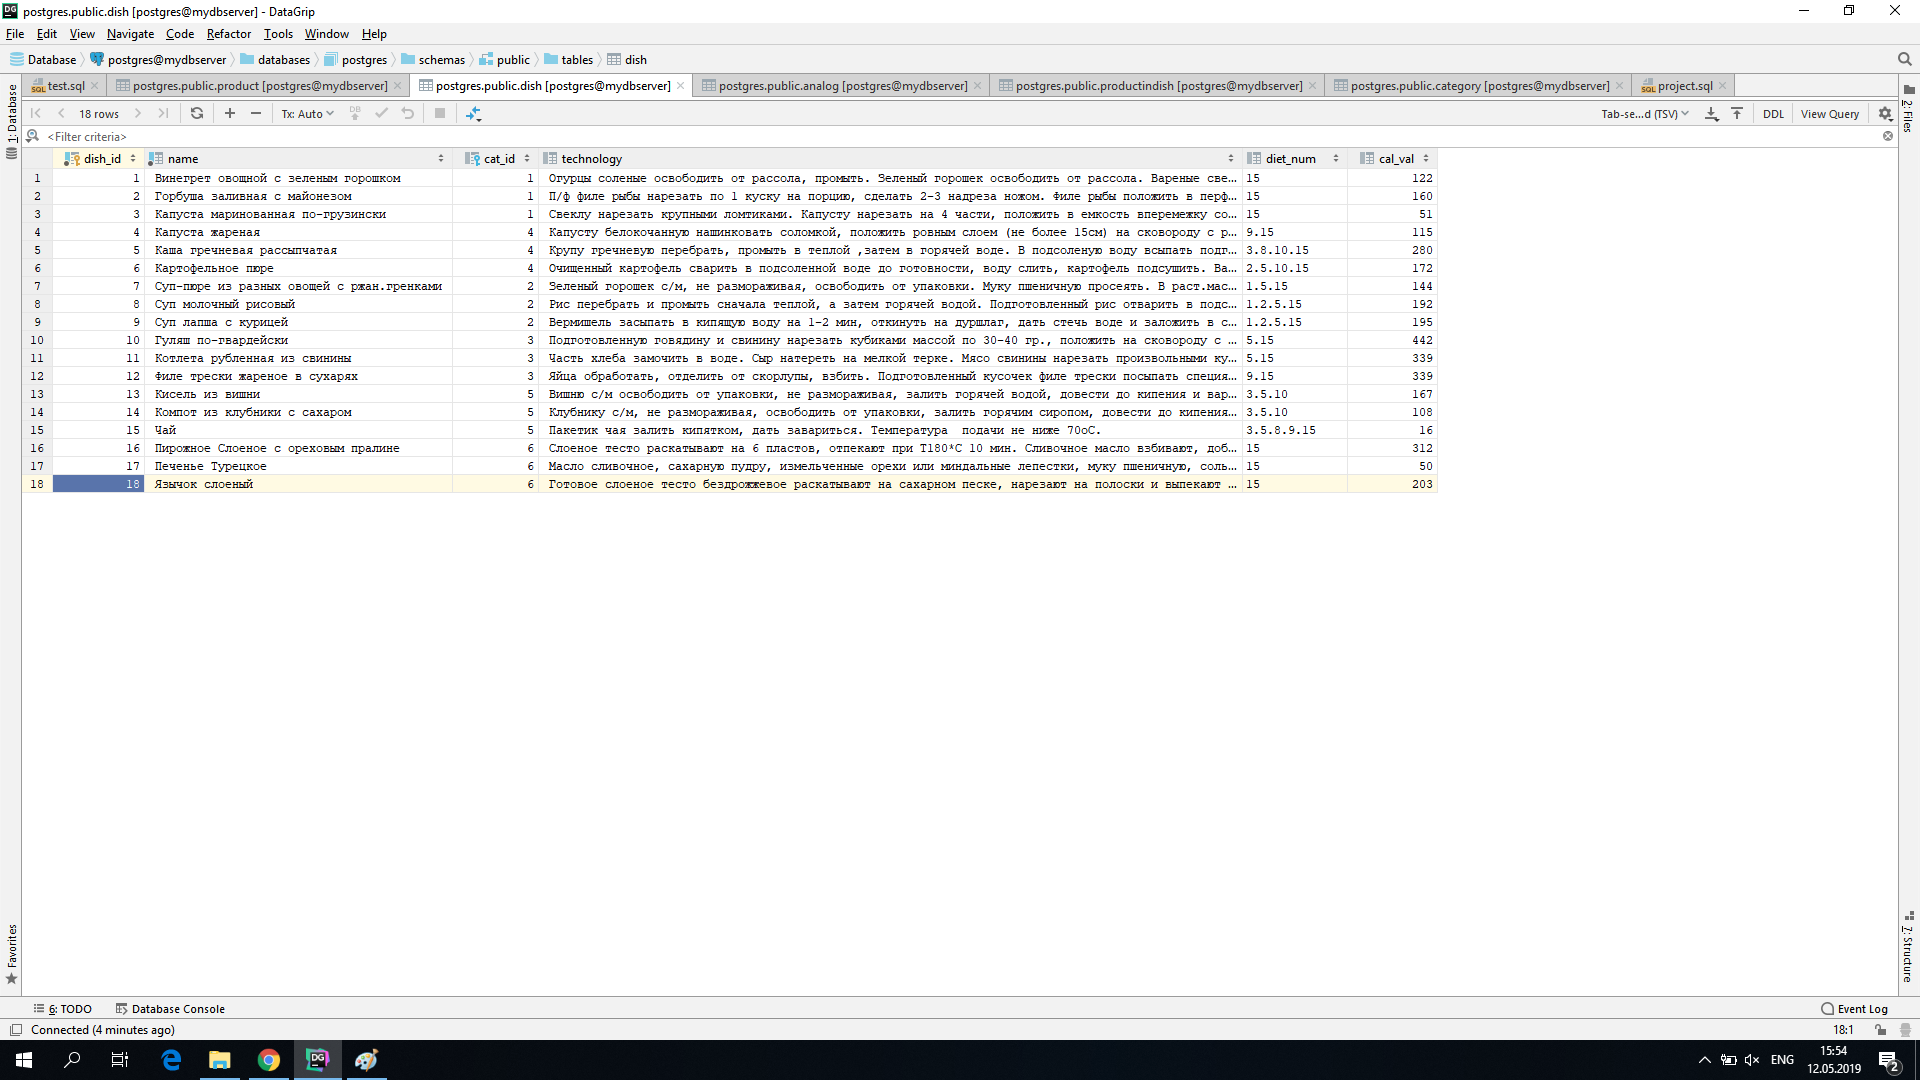 postgres.public.dish [postgres@mydbserver] - DataGrip
File Edit View Navigate Code Refactor Tools Window Help
Database postgres@mydbserver databases postgres schemas public tables dish
test.sql postgres.public.product [postgres@mydbserver] postgres.public.dish [postgres@mydbserver] postgres.public.analog [postgres@mydbserver] postgres.public.productindish [postgres@mydbserver] postgres.public.category [postgres@mydbserver] project.sql
1: Database
2: Files
18 rows Tx: Auto DB Tab-se...d (TSV) DDL View Query
<Filter criteria>
dish_id name cat_id technology diet_num cal_val
1 1 Винегрет овощной с зеленым горошком 1 Огурцы соленые освободить от рассола, промыть. Зеленый горошек освободить от рассола. Вареные све... 15 122
2 2 Горбуша заливная с майонезом 1 П/ф филе рыбы нарезать по 1 куску на порцию, сделать 2-3 надреза ножом. Филе рыбы положить в перф... 15 160
3 3 Капуста маринованная по-грузински 1 Свеклу нарезать крупными ломтиками. Капусту нарезать на 4 части, положить в емкость вперемежку со... 15 51
4 4 Капуста жареная 4 Капусту белокочанную нашинковать соломкой, положить ровным слоем (не более 15см) на сковороду с р... 9.15 115
5 5 Каша гречневая рассыпчатая 4 Крупу гречневую перебрать, промыть в теплой ,затем в горячей воде. В подсоленую воду всыпать подг... 3.8.10.15 280
6 6 Картофельное пюре 4 Очищенный картофель сварить в подсоленной воде до готовности, воду слить, картофель подсушить. Ва... 2.5.10.15 172
7 7 Суп-пюре из разных овощей с ржан.гренками 2 Зеленый горошек с/м, не размораживая, освободить от упаковки. Муку пшеничную просеять. В раст.мас... 1.5.15 144
8 8 Суп молочный рисовый 2 Рис перебрать и промыть сначала теплой, а затем горячей водой. Подготовленный рис отварить в подс... 1.2.5.15 192
9 9 Суп лапша с курицей 2 Вермишель засыпать в кипящую воду на 1-2 мин, откинуть на дуршлаг, дать стечь воде и заложить в с... 1.2.5.15 195
10 10 Гуляш по-гвардейски 3 Подготовленную говядину и свинину нарезать кубиками массой по 30-40 гр., положить на сковороду с ... 5.15 442
11 11 Котлета рубленная из свинины 3 Часть хлеба замочить в воде. Сыр натереть на мелкой терке. Мясо свинины нарезать произвольными ку... 5.15 339
12 12 Филе трески жареное в сухарях 3 Яйца обработать, отделить от скорлупы, взбить. Подготовленный кусочек филе трески посыпать специя... 9.15 339
13 13 Кисель из вишни 5 Вишню с/м освободить от упаковки, не размораживая, залить горячей водой, довести до кипения и вар... 3.5.10 167
14 14 Компот из клубники с сахаром 5 Клубнику с/м, не размораживая, освободить от упаковки, залить горячим сиропом, довести до кипения... 3.5.10 108
15 15 Чай 5 Пакетик чая залить кипятком, дать завариться. Температура  подачи не ниже 70оС. 3.5.8.9.15 16
16 16 Пирожное Слоеное с ореховым пралине 6 Слоеное тесто раскатывают на 6 пластов, отпекают при Т180*С 10 мин. Сливочное масло взбивают, доб... 15 312
17 17 Печенье Турецкое 6 Масло сливочное, сахарную пудру, измельченные орехи или миндальные лепестки, муку пшеничную, соль... 15 50
18 18 Язычок слоеный 6 Готовое слоеное тесто бездрожжевое раскатывают на сахарном песке, нарезают на полоски и выпекают ... 15 203
Favorites
7: Structure
6: TODO Database Console Event Log
Connected (4 minutes ago) 18:1
ENG 15:54
12.05.2019 2